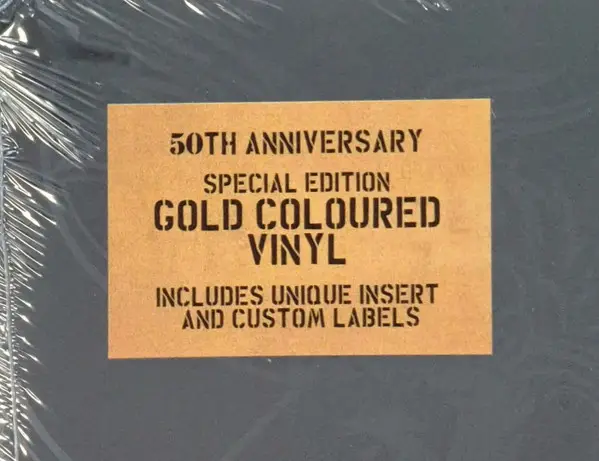 50TH ANNIVERSARY
SPECIAL EDITION
GOLD COLOURED
VINYL
INCLUDES UNIQUE INSERT
AND CUSTOM LABELS